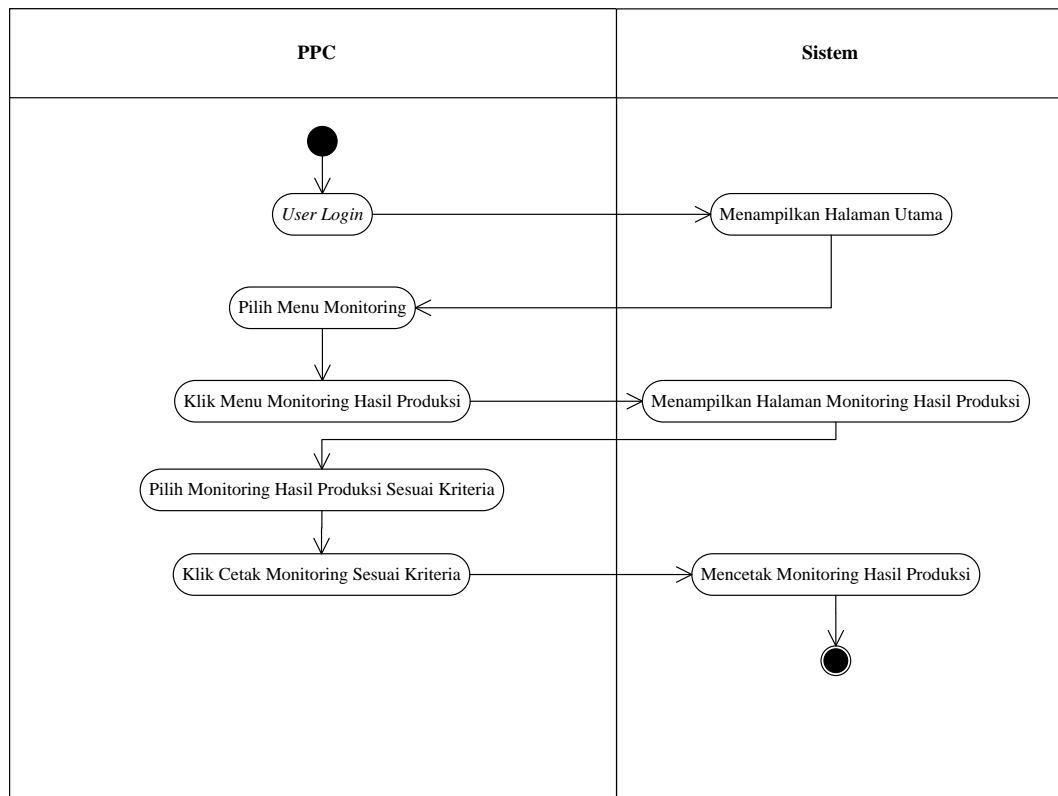 PPC
Sistem
User Login
Menampilkan Halaman Utama
Pilih Menu Monitoring
Klik Menu Monitoring Hasil Produksi
Menampilkan Halaman Monitoring Hasil Produksi
Pilih Monitoring Hasil Produksi Sesuai Kriteria
Klik Cetak Monitoring Sesuai Kriteria
Mencetak Monitoring Hasil Produksi